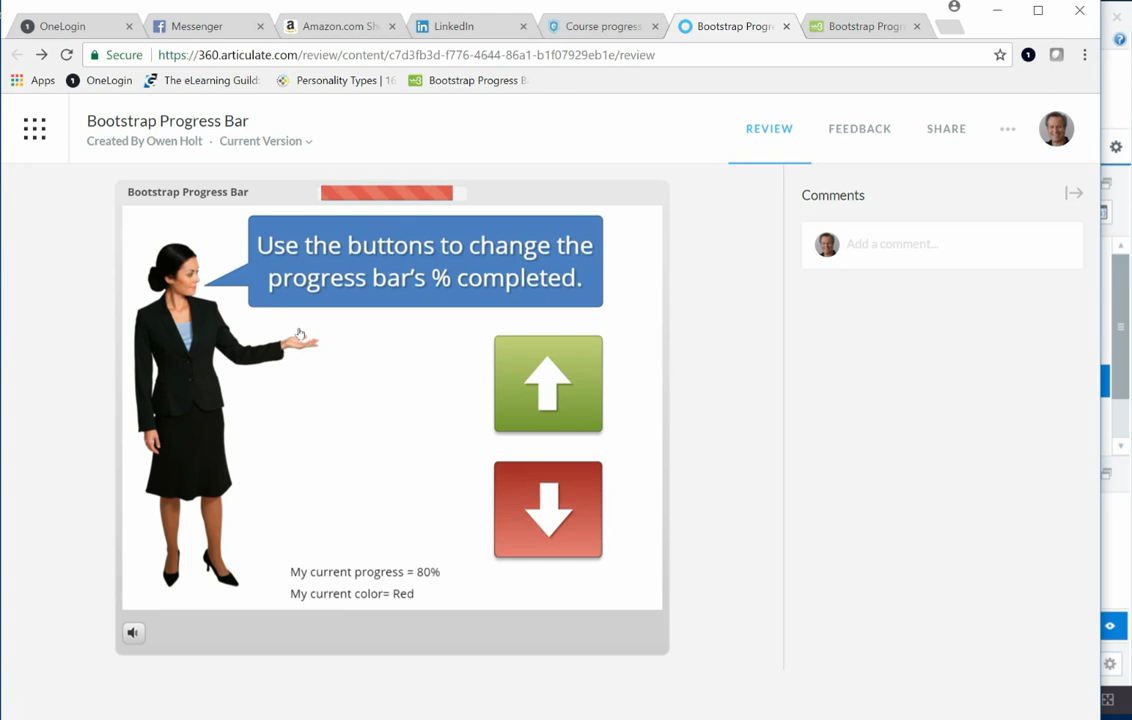 OneLogin
Messenger
Amazon.com Sh
LinkedIn
Course progress
Bootstrap Progre
Bootstrap Progr
Secure https://360.articulate.com/review/content/c7d3fb3d-f776-4644-86a1-b1f07929eb1e/review
Apps OneLogin The eLearning Guild: Personality Types | 16 Bootstrap Progress B
Bootstrap Progress Bar
Created By Owen Holt · Current Version
REVIEW FEEDBACK SHARE
Bootstrap Progress Bar
Use the buttons to change the
progress bar's % completed.
My current progress = 80%
My current color= Red
Comments
Add a comment...